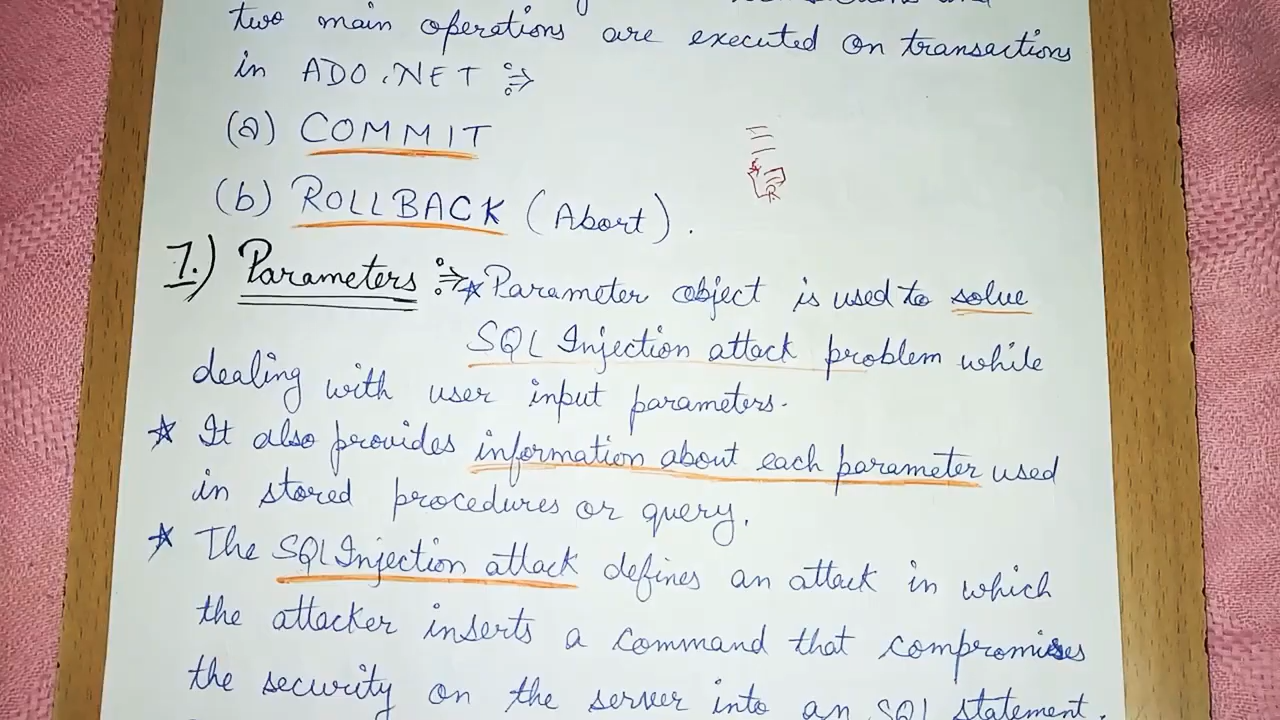 two main operations are executed on transactions
in ADO.NET :⇒
(a) COMMIT
(b) ROLLBACK (Abort).
7.) Parameters :⇒ ☆ Parameter object is used to solve
SQL Injection attack problem while
dealing with user input parameters.
☆ It also provides information about each parameter used
in stored procedures or query.
☆ The SQL Injection attack defines an attack in which
the attacker inserts a command that compromises
the security on the server into an SQL statement.